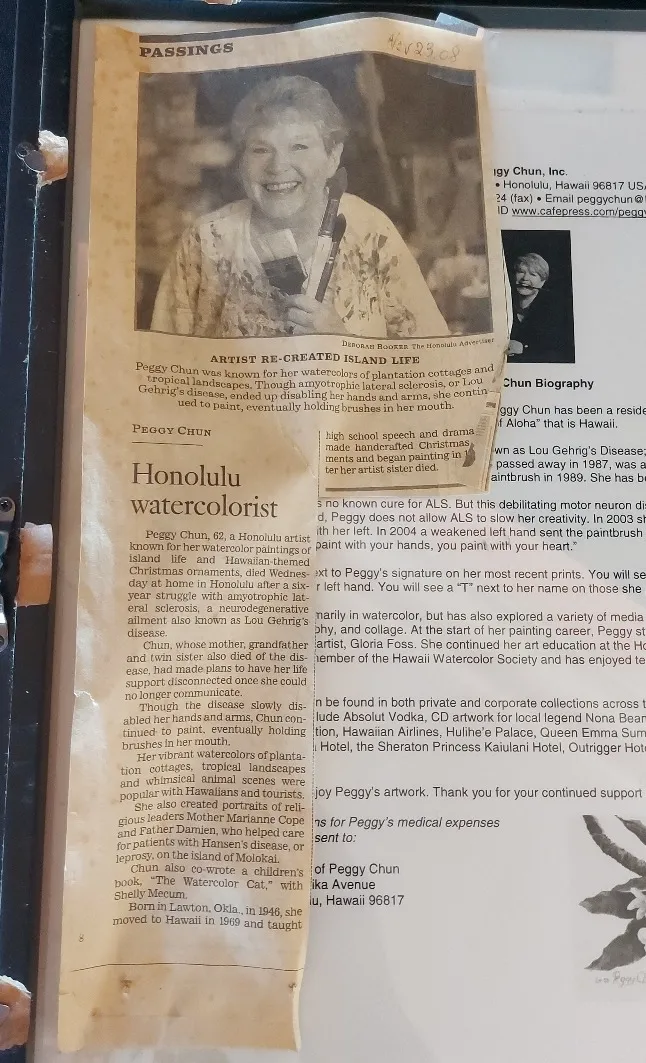 PASSINGS
Nov 23 08
DEBORAH BOOKER The Honolulu Advertiser
ARTIST RE-CREATED ISLAND LIFE
Peggy Chun was known for her watercolors of plantation cottages and
tropical landscapes. Though amyotrophic lateral sclerosis, or Lou
Gehrig's disease, ended up disabling her hands and arms, she contin-
ued to paint, eventually holding brushes in her mouth.
PEGGY CHUN
Honolulu
watercolorist
Peggy Chun, 62, a Honolulu artist
known for her watercolor paintings of
island life and Hawaiian-themed
Christmas ornaments, died Wednes-
day at home in Honolulu after a six-
year struggle with amyotrophic lat-
eral sclerosis, a neurodegenerative
ailment also known as Lou Gehrig's
disease.
Chun, whose mother, grandfather
and twin sister also died of the dis-
ease, had made plans to have her life
support disconnected once she could
no longer communicate.
Though the disease slowly dis-
abled her hands and arms, Chun con-
tinued to paint, eventually holding
brushes in her mouth.
Her vibrant watercolors of planta-
tion cottages, tropical landscapes
and whimsical animal scenes were
popular with Hawaiians and tourists.
She also created portraits of reli-
gious leaders Mother Marianne Cope
and Father Damien, who helped care
for patients with Hansen's disease, or
leprosy, on the island of Molokai.
Chun also co-wrote a children's
book, "The Watercolor Cat," with
Shelly Mecum.
Born in Lawton, Okla., in 1946, she
moved to Hawaii in 1969 and taught
8
high school speech and drama
made handcrafted Christmas
ments and began painting in
ter her artist sister died.
ggy Chun, Inc.
• Honolulu, Hawaii 96817 USA
24 (fax) • Email peggychun@
ID www.cafepress.com/pegg
Chun Biography
ggy Chun has been a reside
f Aloha" that is Hawaii.
wn as Lou Gehrig's Disease;
passed away in 1987, was a
aintbrush in 1989. She has be
s no known cure for ALS. But this debilitating motor neuron di
d, Peggy does not allow ALS to slow her creativity. In 2003 sh
ith her left. In 2004 a weakened left hand sent the paintbrush
paint with your hands, you paint with your heart."
ext to Peggy's signature on her most recent prints. You will se
r left hand. You will see a "T" next to her name on those she
marily in watercolor, but has also explored a variety of media
phy, and collage. At the start of her painting career, Peggy st
artist, Gloria Foss. She continued her art education at the Ho
ember of the Hawaii Watercolor Society and has enjoyed te
n be found in both private and corporate collections across t
lude Absolut Vodka, CD artwork for local legend Nona Bear
tion, Hawaiian Airlines, Hulihe'e Palace, Queen Emma Sum
Hotel, the Sheraton Princess Kaiulani Hotel, Outrigger Hot
joy Peggy's artwork. Thank you for your continued support
ns for Peggy's medical expenses
sent to:
of Peggy Chun
ika Avenue
u, Hawaii 96817